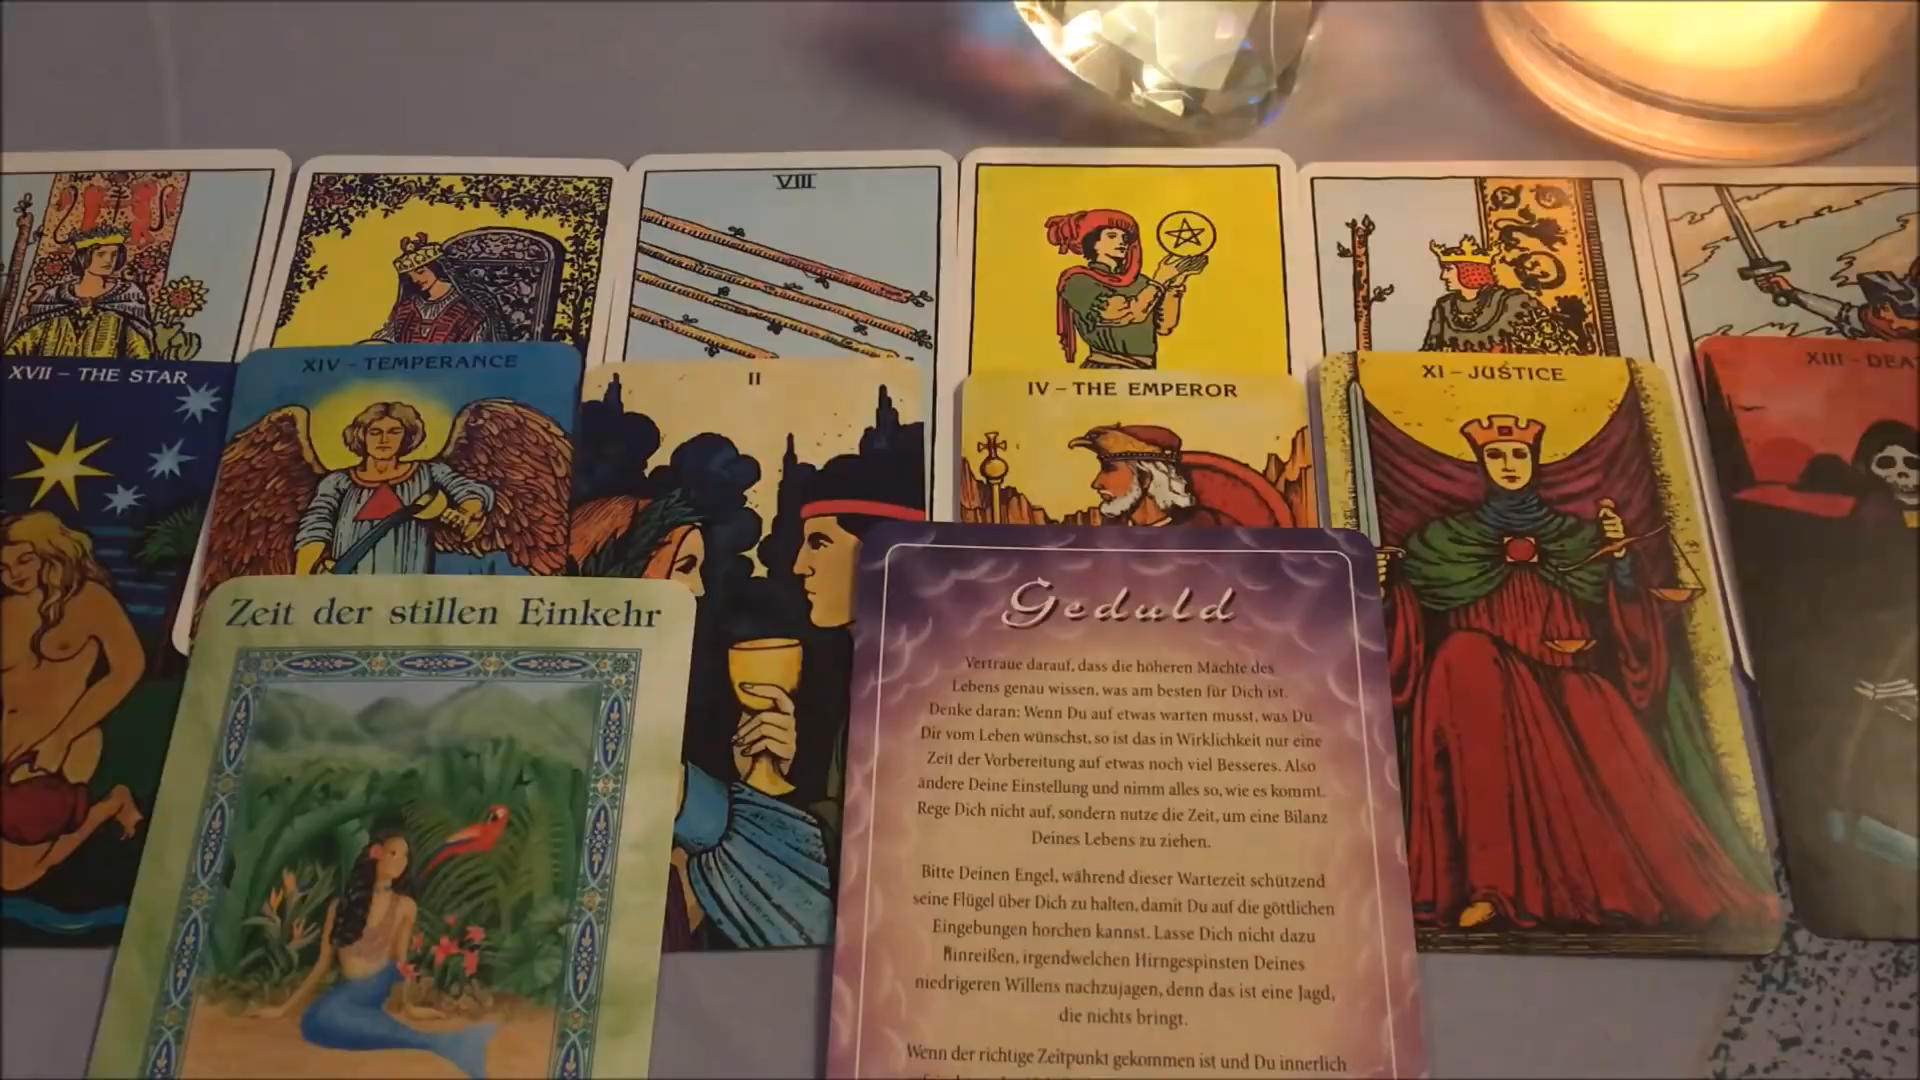 VIII
XVII – THE STAR
XIV – TEMPERANCE
II
IV – THE EMPEROR
XI – JUSTICE
XIII – DEAT
Zeit der stillen Einkehr
Geduld
Vertraue darauf, dass die höheren Mächte des
Lebens genau wissen, was am besten für Dich ist.
Denke daran: Wenn Du auf etwas warten musst, was Du
Dir vom Leben wünschst, so ist das in Wirklichkeit nur eine
Zeit der Vorbereitung auf etwas noch viel Besseres. Also
ändere Deine Einstellung und nimm alles so, wie es kommt.
Rege Dich nicht auf, sondern nutze die Zeit, um eine Bilanz
Deines Lebens zu ziehen.
Bitte Deinen Engel, während dieser Wartezeit schützend
seine Flügel über Dich zu halten, damit Du auf die göttlichen
Eingebungen horchen kannst. Lasse Dich nicht dazu
hinreißen, irgendwelchen Hirngespinsten Deines
niedrigeren Willens nachzujagen, denn das ist eine Jagd,
die nichts bringt.
Wenn der richtige Zeitpunkt gekommen ist und Du innerlich